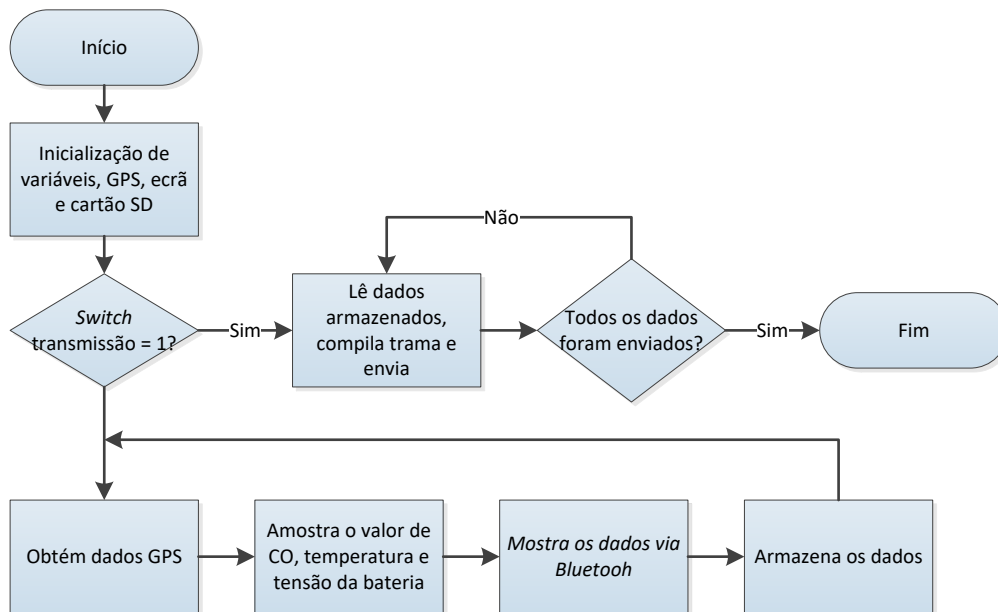 Início
Inicialização de
variáveis, GPS, ecrã
e cartão SD
Não
Switch
transmissão = 1?
Sim
Lê dados
armazenados,
compila trama e
envia
Todos os dados
foram enviados?
Sim
Fim
Obtém dados GPS
Amostra o valor de
CO, temperatura e
tensão da bateria
Mostra os dados via
Bluetooh
Armazena os dados